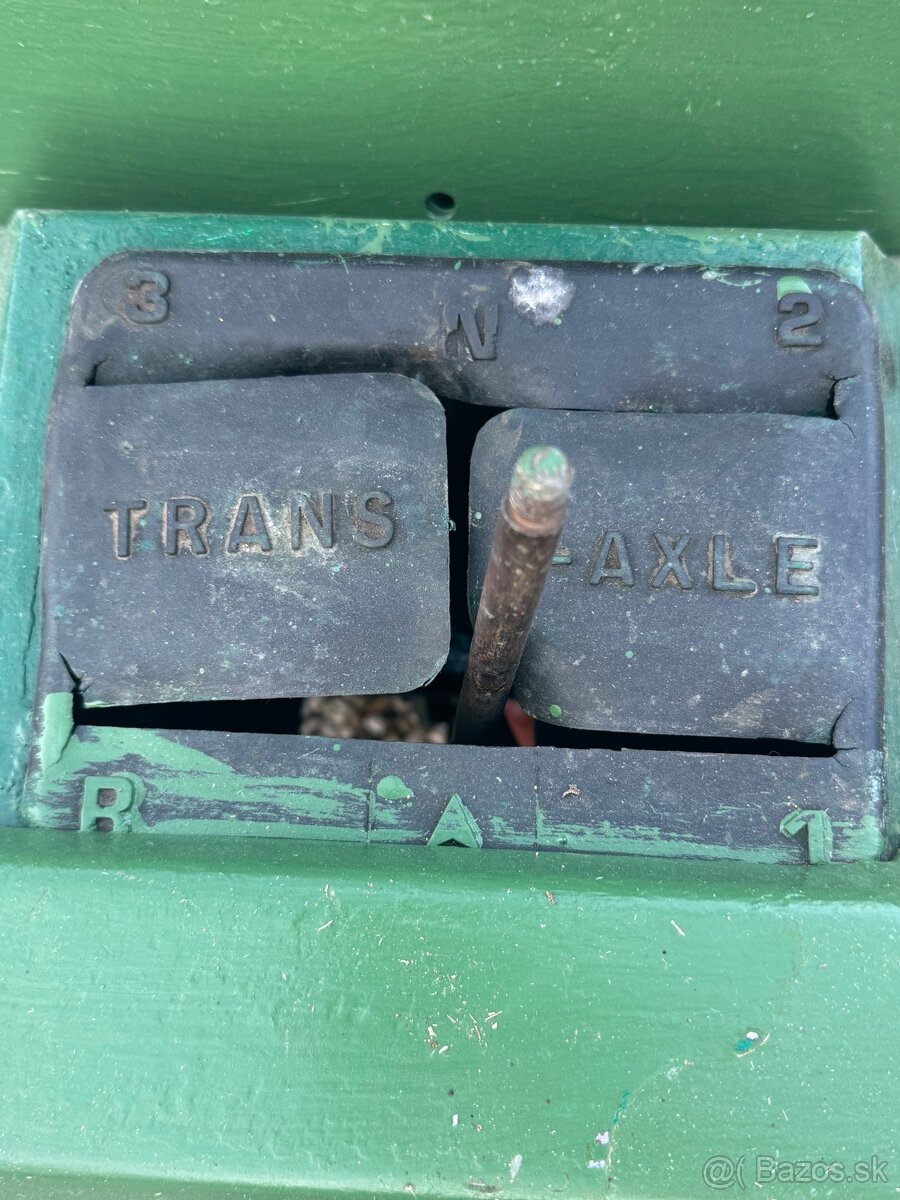 3 N 2
TRANS -AXLE
R 1
@( Bazos.sk